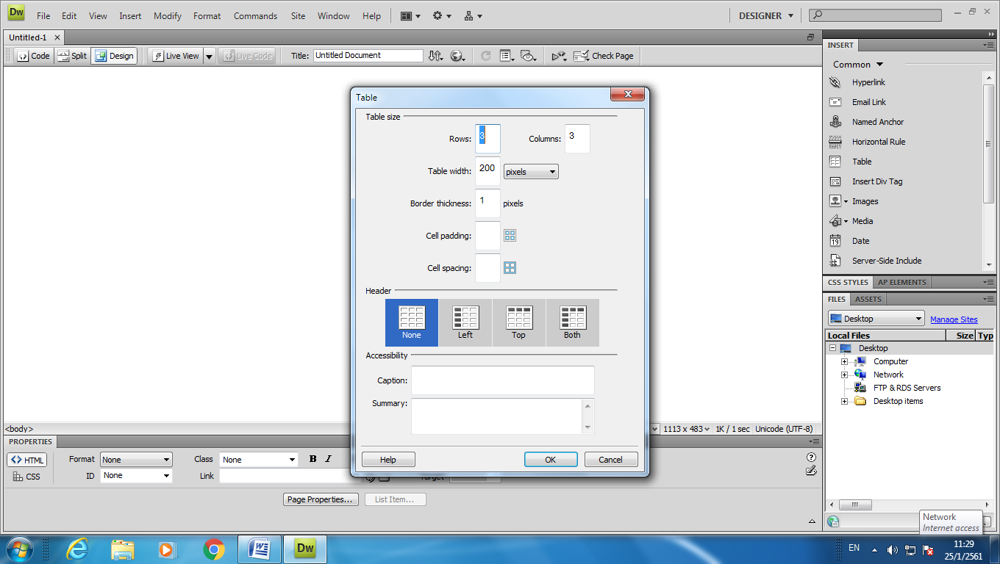 Dw File Edit View Insert Modify Format Commands Site Window Help DESIGNER
Untitled-1
Code Split Design Live View Live Code Title: Untitled Document Check Page
Table
Table size
Rows: 3 Columns: 3
Table width: 200 pixels
Border thickness: 1 pixels
Cell padding:
Cell spacing:
Header
None Left Top Both
Accessibility
Caption:
Summary:
Help OK Cancel
INSERT
Common
Hyperlink
Email Link
Named Anchor
Horizontal Rule
Table
Insert Div Tag
Images
Media
19 Date
Server-Side Include
CSS STYLES AP ELEMENTS
FILES ASSETS
Desktop Manage Sites
Local Files Size Typ
Desktop
Computer
Network
FTP & RDS Servers
Desktop items
<body> 1113 x 483 1K / 1 sec Unicode (UTF-8)
PROPERTIES
<> HTML Format None Class None B I
CSS ID None Link Target
Page Properties... List Item...
Network
Internet access
W Dw EN 11:29
25/1/2561